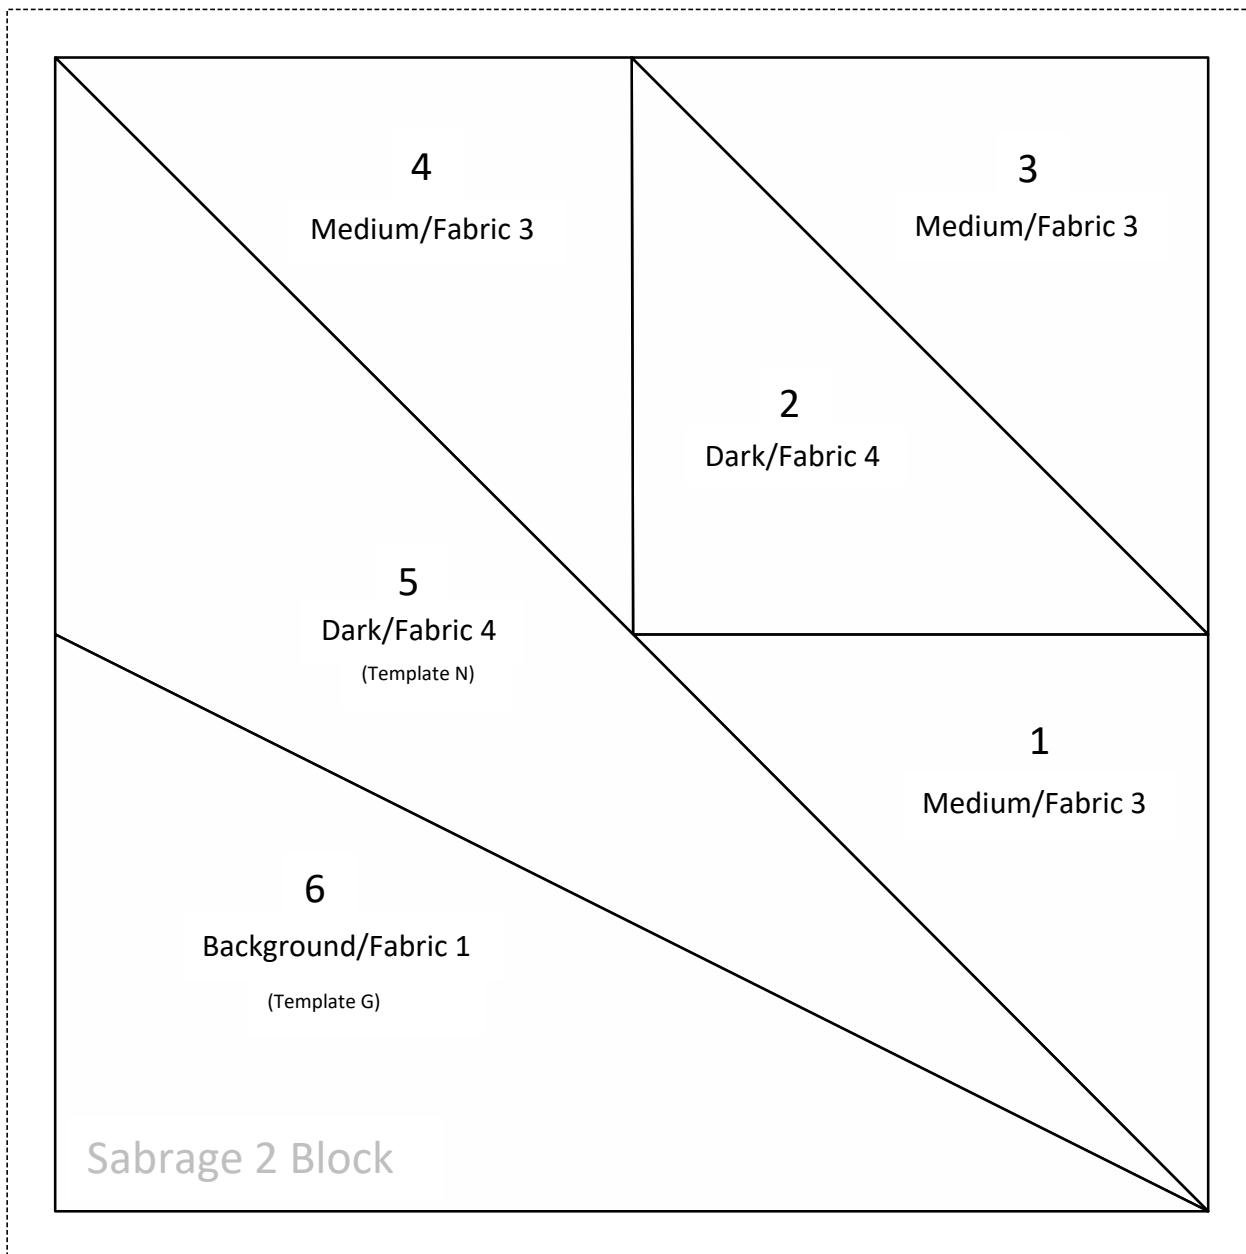 4
Medium/Fabric 3
3
Medium/Fabric 3
2
Dark/Fabric 4
5
Dark/Fabric 4
(Template N)
1
Medium/Fabric 3
6
Background/Fabric 1
(Template G)
Sabrage 2 Block